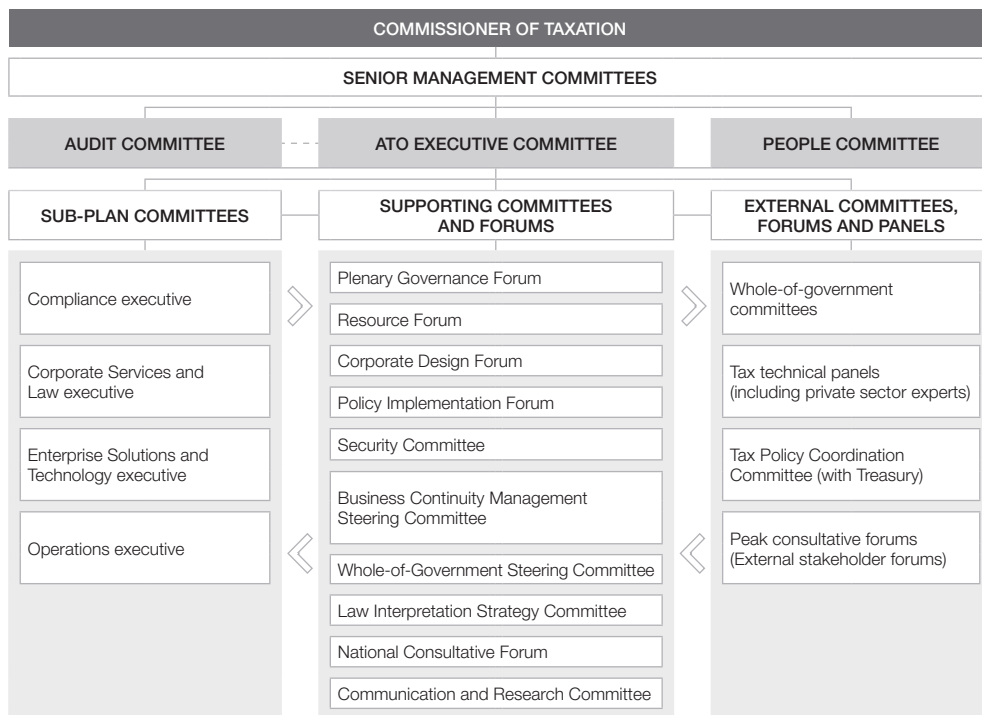 COMMISSIONER OF TAXATION
SENIOR MANAGEMENT COMMITTEES
AUDIT COMMITTEE
ATO EXECUTIVE COMMITTEE
PEOPLE COMMITTEE
SUB-PLAN COMMITTEES
SUPPORTING COMMITTEES
AND FORUMS
EXTERNAL COMMITTEES,
FORUMS AND PANELS
Compliance executive
Corporate Services and
Law executive
Enterprise Solutions and
Technology executive
Operations executive
Plenary Governance Forum
Resource Forum
Corporate Design Forum
Policy Implementation Forum
Security Committee
Business Continuity Management
Steering Committee
Whole-of-Government Steering Committee
Law Interpretation Strategy Committee
National Consultative Forum
Communication and Research Committee
Whole-of-government
committees
Tax technical panels
(including private sector experts)
Tax Policy Coordination
Committee (with Treasury)
Peak consultative forums
(External stakeholder forums)